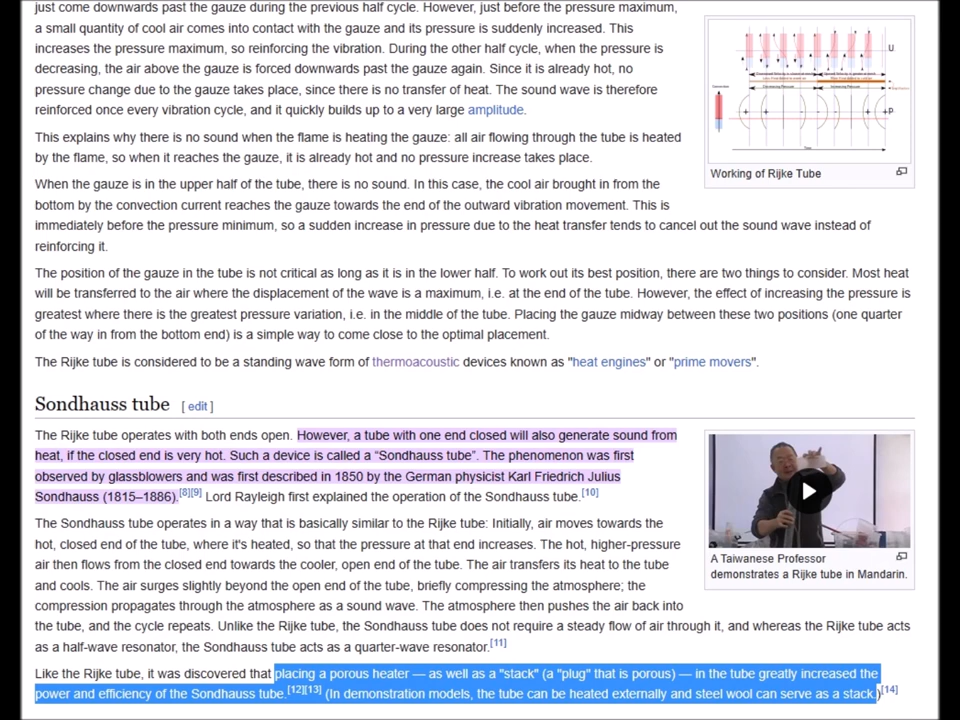 just come downwards past the gauze during the previous half cycle. However, just before the pressure maximum,
a small quantity of cool air comes into contact with the gauze and its pressure is suddenly increased. This
increases the pressure maximum, so reinforcing the vibration. During the other half cycle, when the pressure is
decreasing, the air above the gauze is forced downwards past the gauze again. Since it is already hot, no
pressure change due to the gauze takes place, since there is no transfer of heat. The sound wave is therefore
reinforced once every vibration cycle, and it quickly builds up to a very large amplitude.
U
P
Working of Rijke Tube
This explains why there is no sound when the flame is heating the gauze: all air flowing through the tube is heated
by the flame, so when it reaches the gauze, it is already hot and no pressure increase takes place.
When the gauze is in the upper half of the tube, there is no sound. In this case, the cool air brought in from the
bottom by the convection current reaches the gauze towards the end of the outward vibration movement. This is
immediately before the pressure minimum, so a sudden increase in pressure due to the heat transfer tends to cancel out the sound wave instead of
reinforcing it.
The position of the gauze in the tube is not critical as long as it is in the lower half. To work out its best position, there are two things to consider. Most heat
will be transferred to the air where the displacement of the wave is a maximum, i.e. at the end of the tube. However, the effect of increasing the pressure is
greatest where there is the greatest pressure variation, i.e. in the middle of the tube. Placing the gauze midway between these two positions (one quarter
of the way in from the bottom end) is a simple way to come close to the optimal placement.
The Rijke tube is considered to be a standing wave form of thermoacoustic devices known as "heat engines" or "prime movers".
Sondhauss tube [ edit ]
The Rijke tube operates with both ends open. However, a tube with one end closed will also generate sound from
heat, if the closed end is very hot. Such a device is called a “Sondhauss tube”. The phenomenon was first
observed by glassblowers and was first described in 1850 by the German physicist Karl Friedrich Julius
Sondhauss (1815–1886).[8][9] Lord Rayleigh first explained the operation of the Sondhauss tube.[10]
A Taiwanese Professor
demonstrates a Rijke tube in Mandarin.
The Sondhauss tube operates in a way that is basically similar to the Rijke tube: Initially, air moves towards the
hot, closed end of the tube, where it's heated, so that the pressure at that end increases. The hot, higher-pressure
air then flows from the closed end towards the cooler, open end of the tube. The air transfers its heat to the tube
and cools. The air surges slightly beyond the open end of the tube, briefly compressing the atmosphere; the
compression propagates through the atmosphere as a sound wave. The atmosphere then pushes the air back into
the tube, and the cycle repeats. Unlike the Rijke tube, the Sondhauss tube does not require a steady flow of air through it, and whereas the Rijke tube acts
as a half-wave resonator, the Sondhauss tube acts as a quarter-wave resonator.[11]
Like the Rijke tube, it was discovered that placing a porous heater — as well as a "stack" (a "plug" that is porous) — in the tube greatly increased the
power and efficiency of the Sondhauss tube.[12][13] (In demonstration models, the tube can be heated externally and steel wool can serve as a stack.)[14]